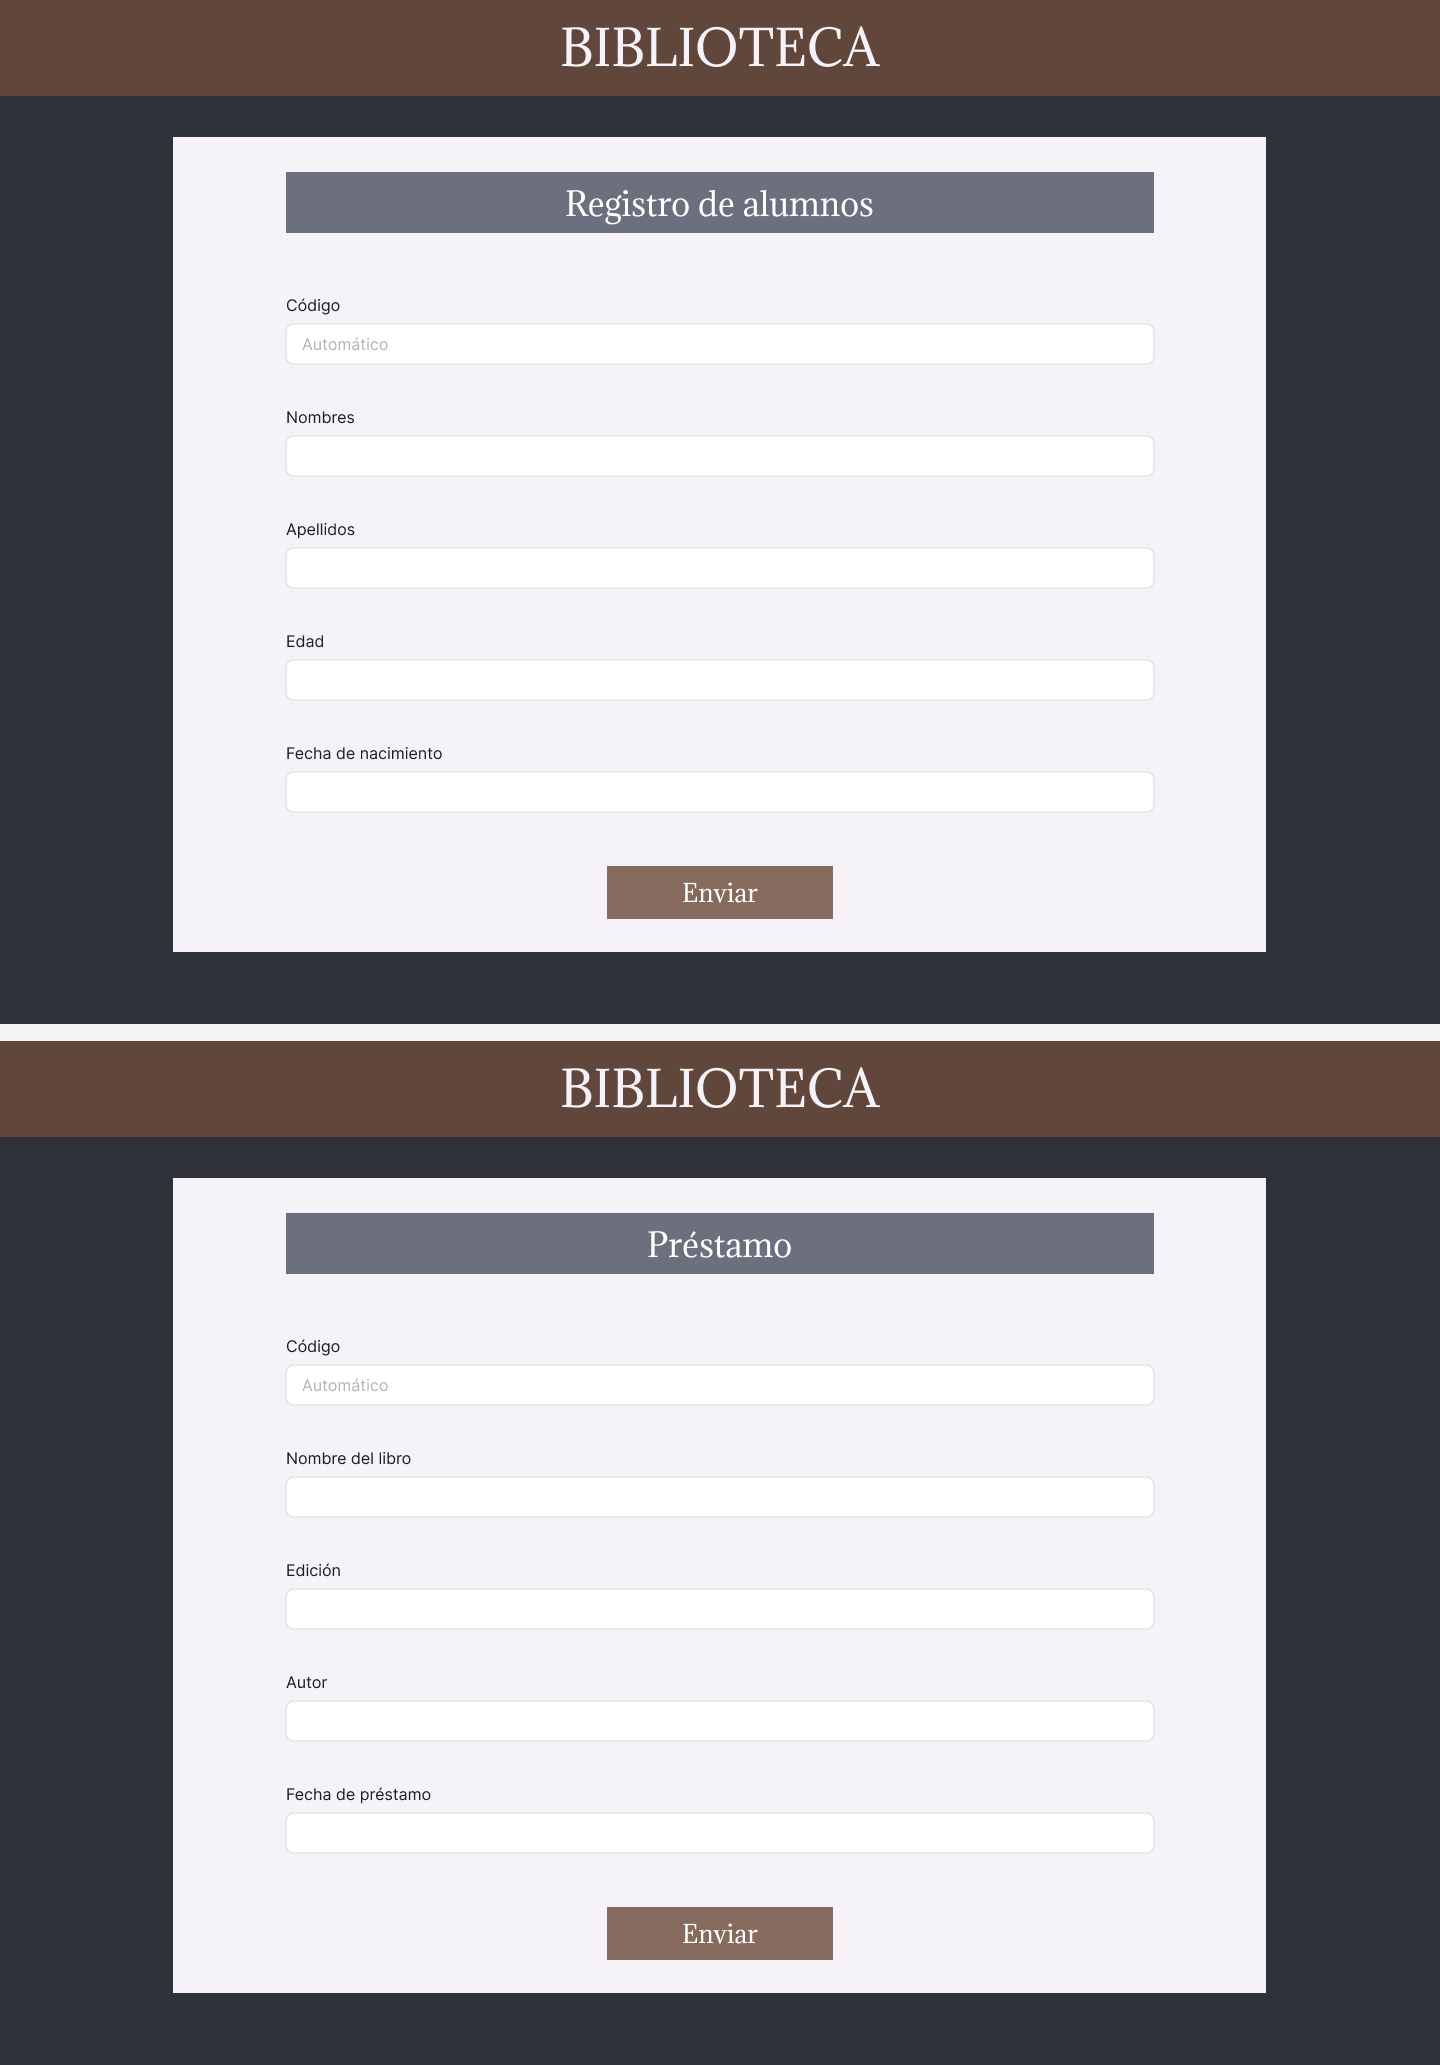 BIBLIOTECA
Registro de alumnos
Código
Automático
Nombres
Apellidos
Edad
Fecha de nacimiento
Enviar
BIBLIOTECA
Préstamo
Código
Automático
Nombre del libro
Edición
Autor
Fecha de préstamo
Enviar